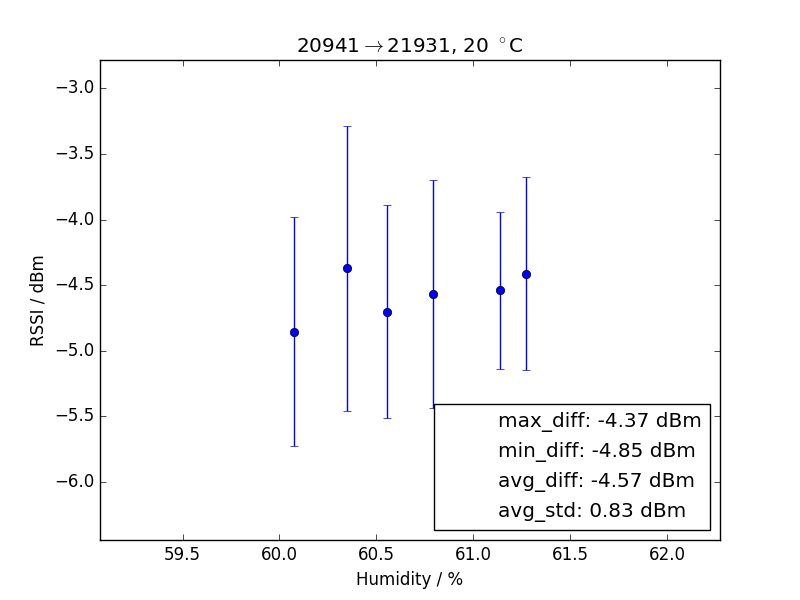 20941→21931, 20 °C
−3.0
−3.5
−4.0
−4.5
−5.0
−5.5
−6.0
RSSI / dBm
max_diff: -4.37 dBm
min_diff: -4.85 dBm
avg_diff: -4.57 dBm
avg_std: 0.83 dBm
59.5 60.0 60.5 61.0 61.5 62.0
Humidity / %